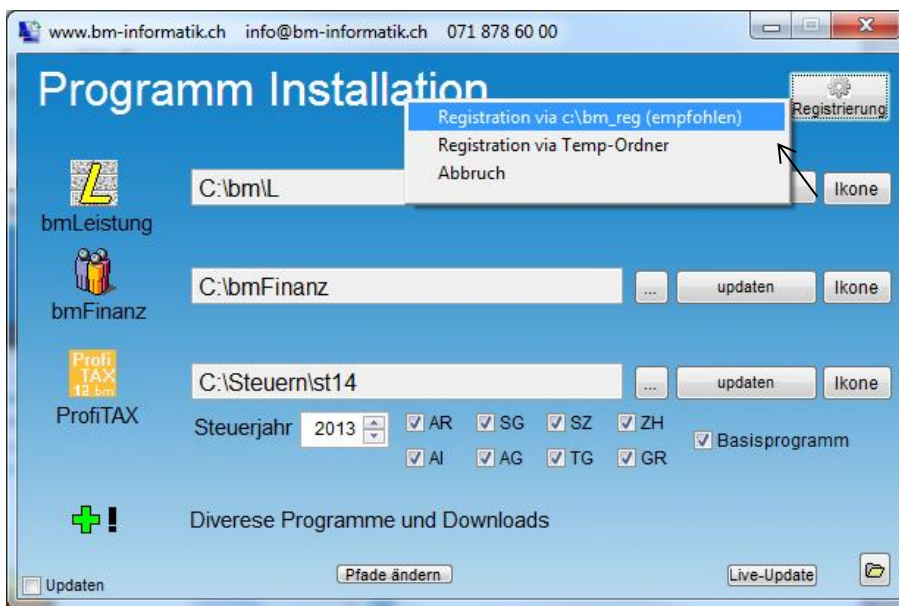 www.bm-informatik.ch info@bm-informatik.ch 071 878 60 00
Programm Installation
Registrierung
Registration via c:\bm_reg (empfohlen)
Registration via Temp-Ordner
Abbruch
bmLeistung
C:\bm\L
Ikone
bmFinanz
C:\bmFinanz
... updaten Ikone
Profi
TAX
12 bm
ProfiTAX
C:\Steuern\st14
... updaten Ikone
Steuerjahr 2013 AR SG SZ ZH
AI AG TG GR
Basisprogramm
Diverese Programme und Downloads
Updaten Pfade ändern Live-Update